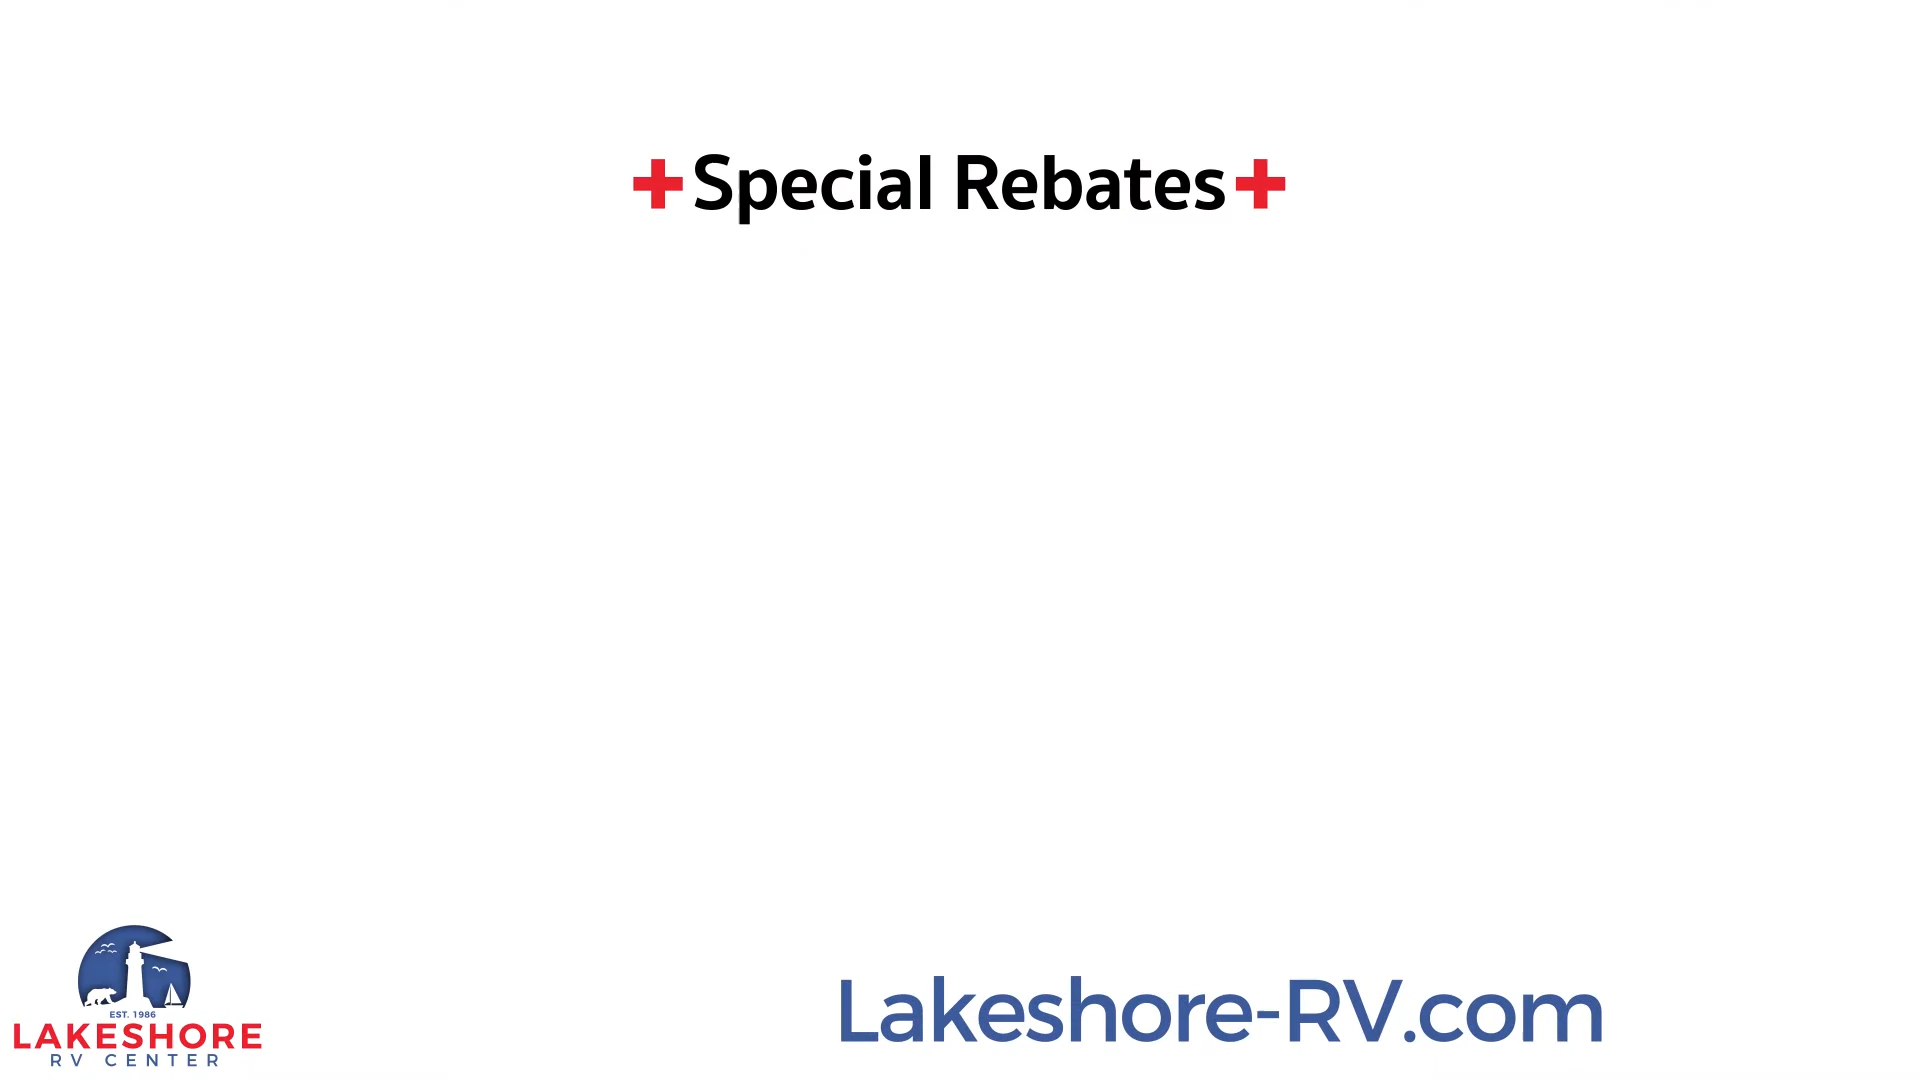 +Special Rebates+
EST. 1986
LAKESHORE
RV CENTER
Lakeshore-RV.com